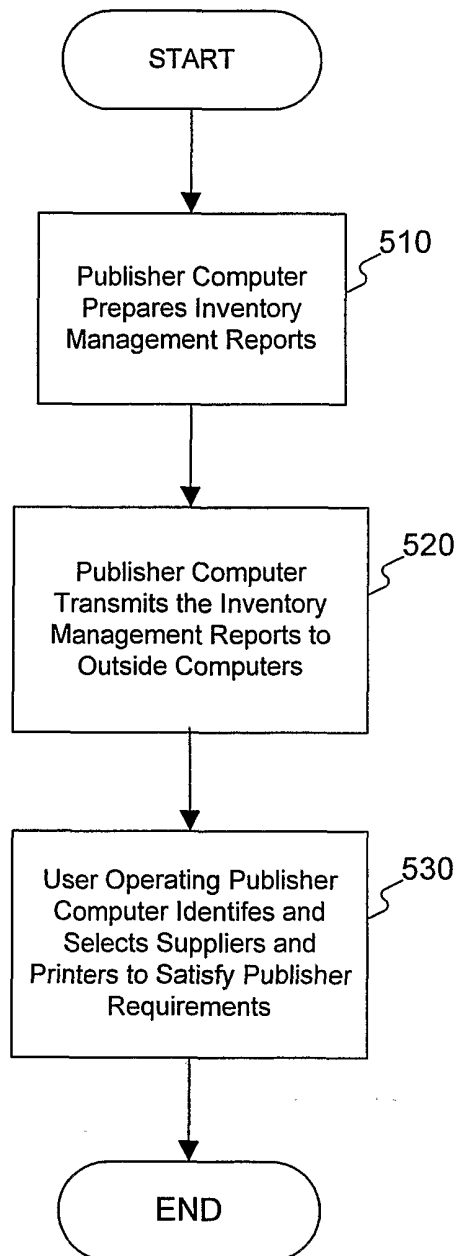 START
510
Publisher Computer
Prepares Inventory
Management Reports
520
Publisher Computer
Transmits the Inventory
Management Reports to
Outside Computers
530
User Operating Publisher
Computer Identifes and
Selects Suppliers and
Printers to Satisfy Publisher
Requirements
END